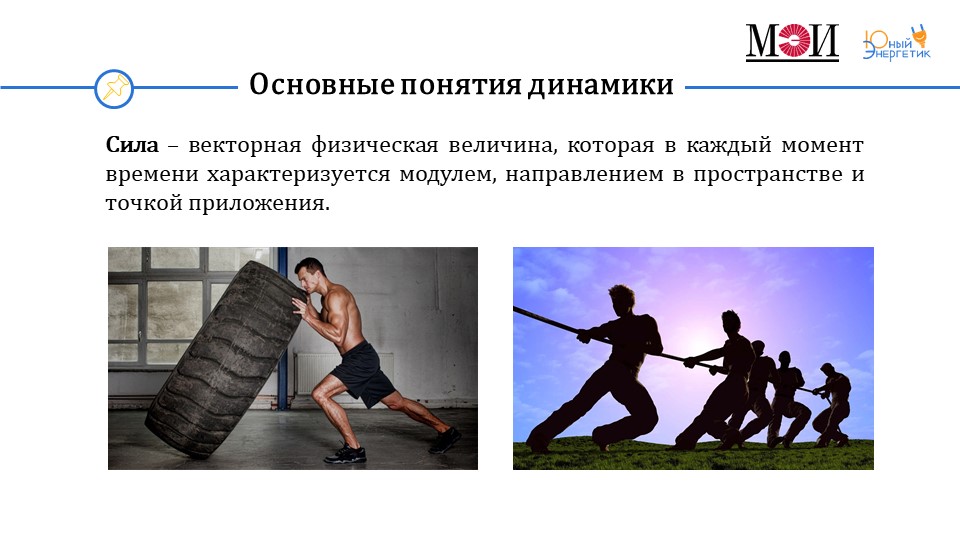 МЭИ
Юный
Энергетик
Основные понятия динамики
Сила – векторная физическая величина, которая в каждый момент
времени характеризуется модулем, направлением в пространстве и
точкой приложения.